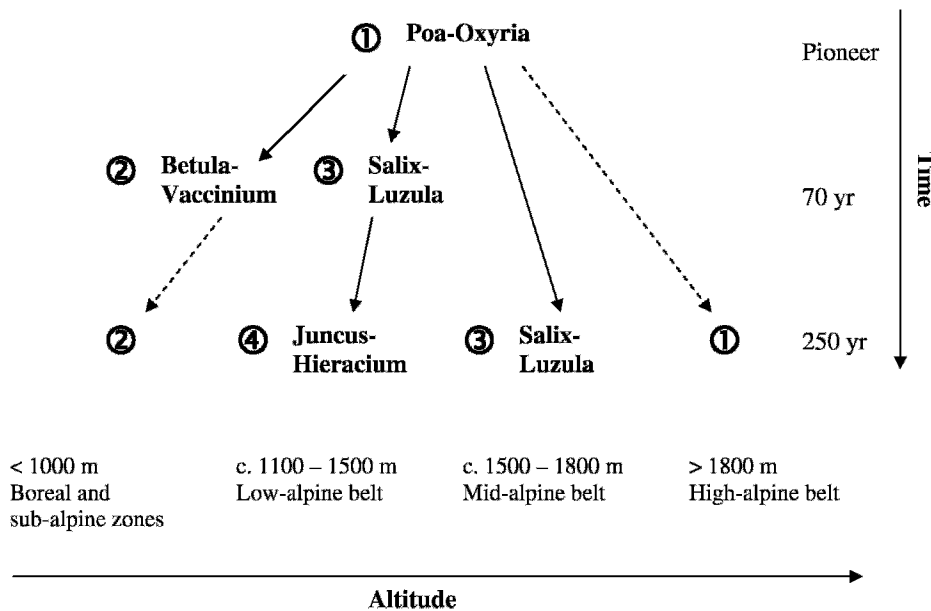 ① Poa-Oxyria
Pioneer
② Betula-
Vaccinium
③ Salix-
Luzula
70 yr
Time
②
④ Juncus-
Hieracium
③ Salix-
Luzula
①
250 yr
< 1000 m
Boreal and
sub-alpine zones
c. 1100 – 1500 m
Low-alpine belt
c. 1500 – 1800 m
Mid-alpine belt
> 1800 m
High-alpine belt
Altitude